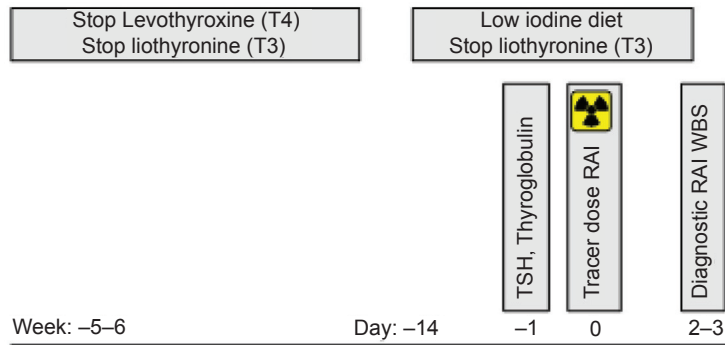 Stop Levothyroxine (T4)
Stop liothyronine (T3)
Low iodine diet
Stop liothyronine (T3)
TSH, Thyroglobulin
Tracer dose RAI
Diagnostic RAI WBS
Week: –5–6
Day: –14
–1
0
2–3